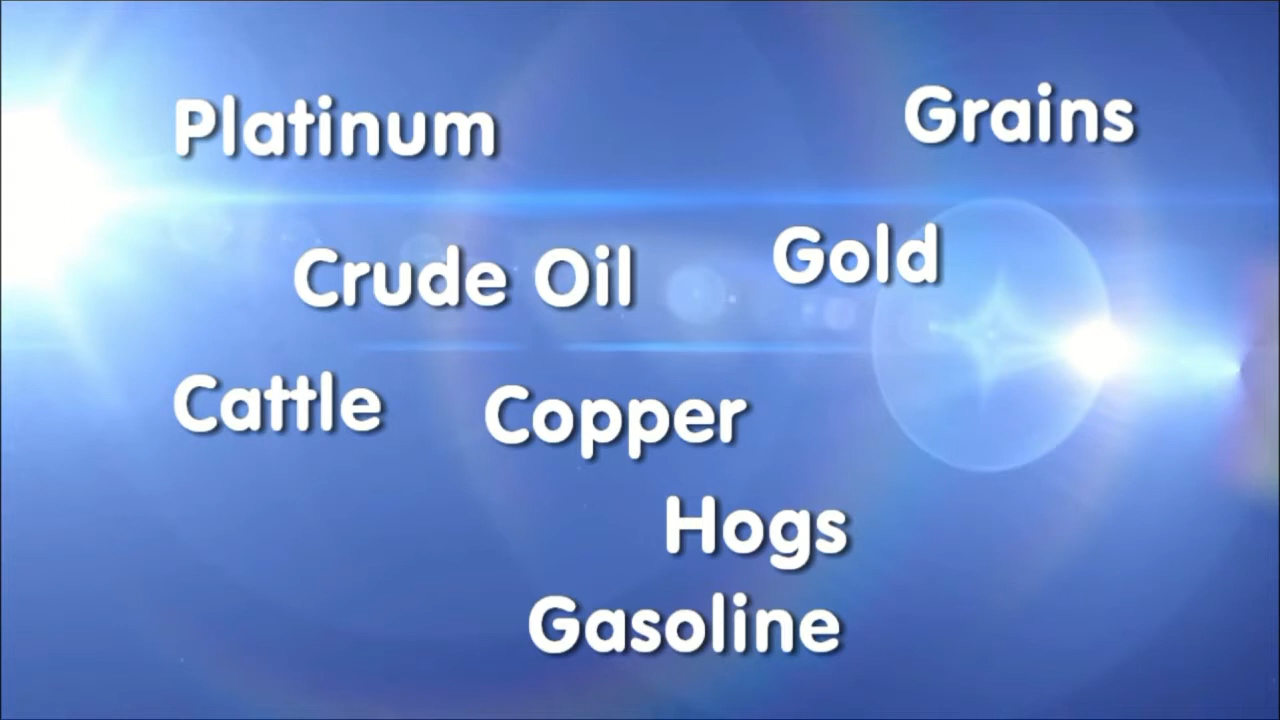 Platinum
Grains
Crude Oil
Gold
Cattle
Copper
Hogs
Gasoline